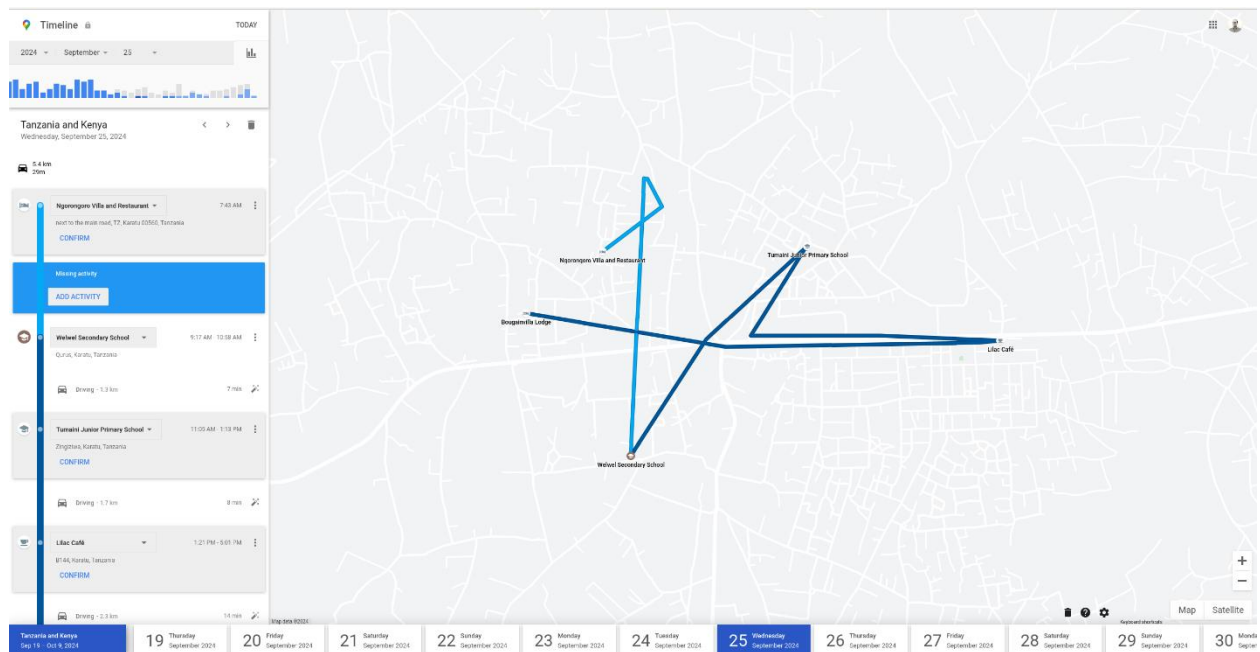 Timeline
TODAY
2024
September
25
Tanzania and Kenya
Wednesday, September 25, 2024
5.4 km
29m
Ngorongoro Villa and Restaurant
7:43 AM
next to the main road, TZ, Karatu 00560, Tanzania
CONFIRM
Missing activity
ADD ACTIVITY
Welwel Secondary School
9:17 AM
Qurus, Karatu, Tanzania
Driving - 1.3 km
7 min
Tumaini Junior Primary School
11:00 AM 1:13 PM
Karatu, Tanzania
CONFIRM
Driving - 1.7 km
8 min
Lilac Café
1:21 PM - 5:01 PM
B144, Karatu, Tanzania
CONFIRM
Driving - 2.3 km
14 min
Ngorongoro Villa and Restaurant
Tumaini Junior Primary School
Bougainvilla Lodge
Lilac Café
Welwel Secondary School
Map data ©2024
Keyboard shortcuts
Map
Satellite
Tanzania and Kenya
Sep 19 - Oct 9, 2024
19 Thursday
September 2024
20 Friday
September 2024
21 Saturday
September 2024
22 Sunday
September 2024
23 Monday
September 2024
24 Tuesday
September 2024
25 Wednesday
September 2024
26 Thursday
September 2024
27 Friday
September 2024
28 Saturday
September 2024
29 Sunday
September 2024
30